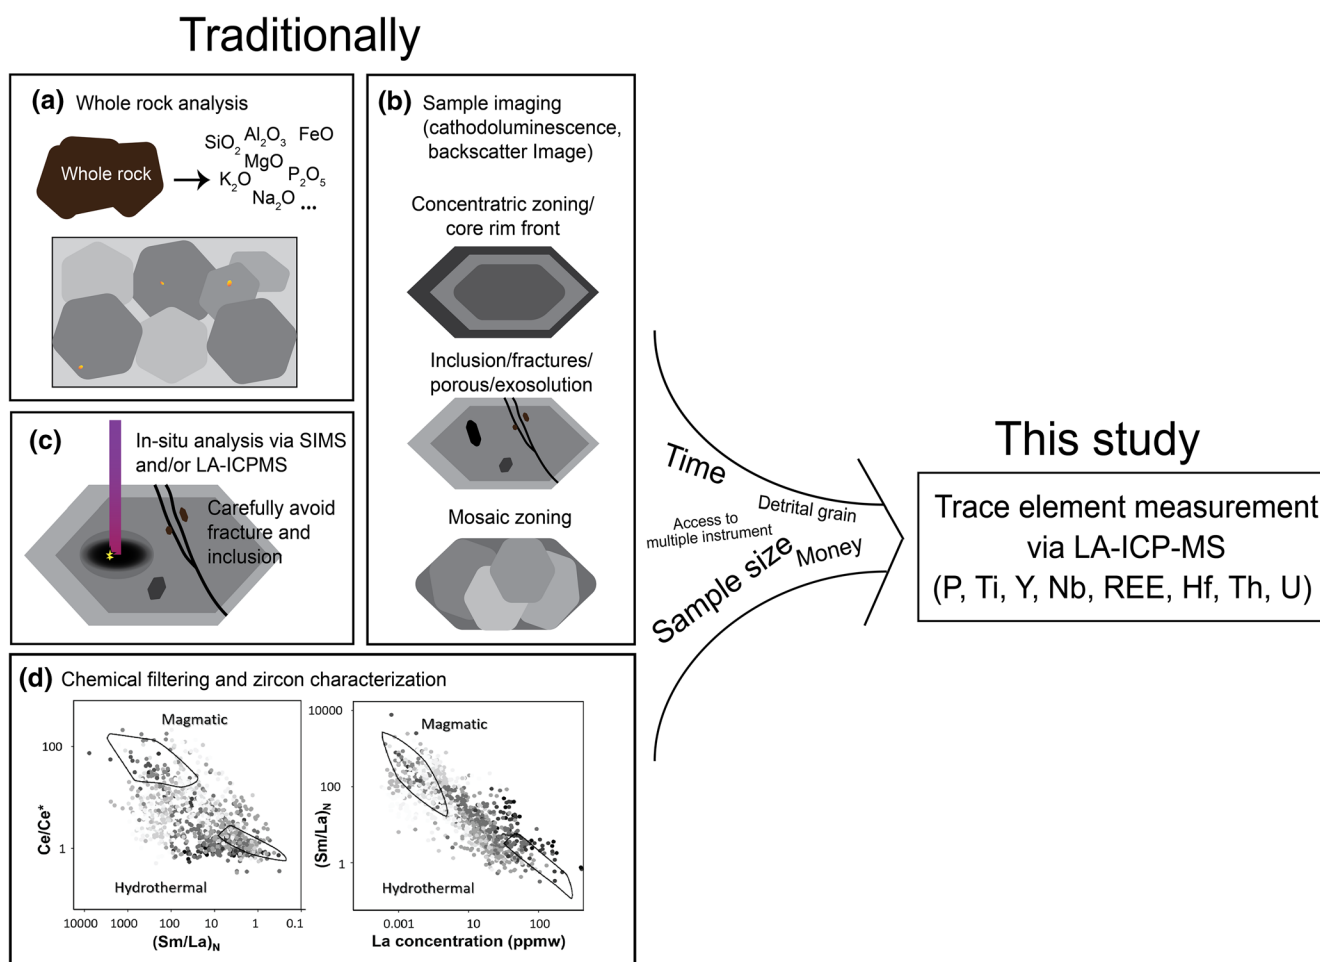 Traditionally
(a) Whole rock analysis
Whole rock
SiO2 Al2O3 FeO
MgO
K2O P2O5
Na2O ...
(b) Sample imaging
(cathodoluminescence,
backscatter Image)
Concentratric zoning/
core rim front
Inclusion/fractures/
porous/exosolution
Mosaic zoning
(c) In-situ analysis via SIMS
and/or LA-ICPMS
Carefully avoid
fracture and
inclusion
(d) Chemical filtering and zircon characterization
Magmatic
Hydrothermal
Ce/Ce*
100
1
10000 1000 100 10 1 0.1
(Sm/La)N
Magmatic
Hydrothermal
(Sm/La)N
10000
100
1
0.001 10 100
La concentration (ppmw)
Time
Detrital grain
Access to
multiple instrument
Money
Sample size
This study
Trace element measurement
via LA-ICP-MS
(P, Ti, Y, Nb, REE, Hf, Th, U)